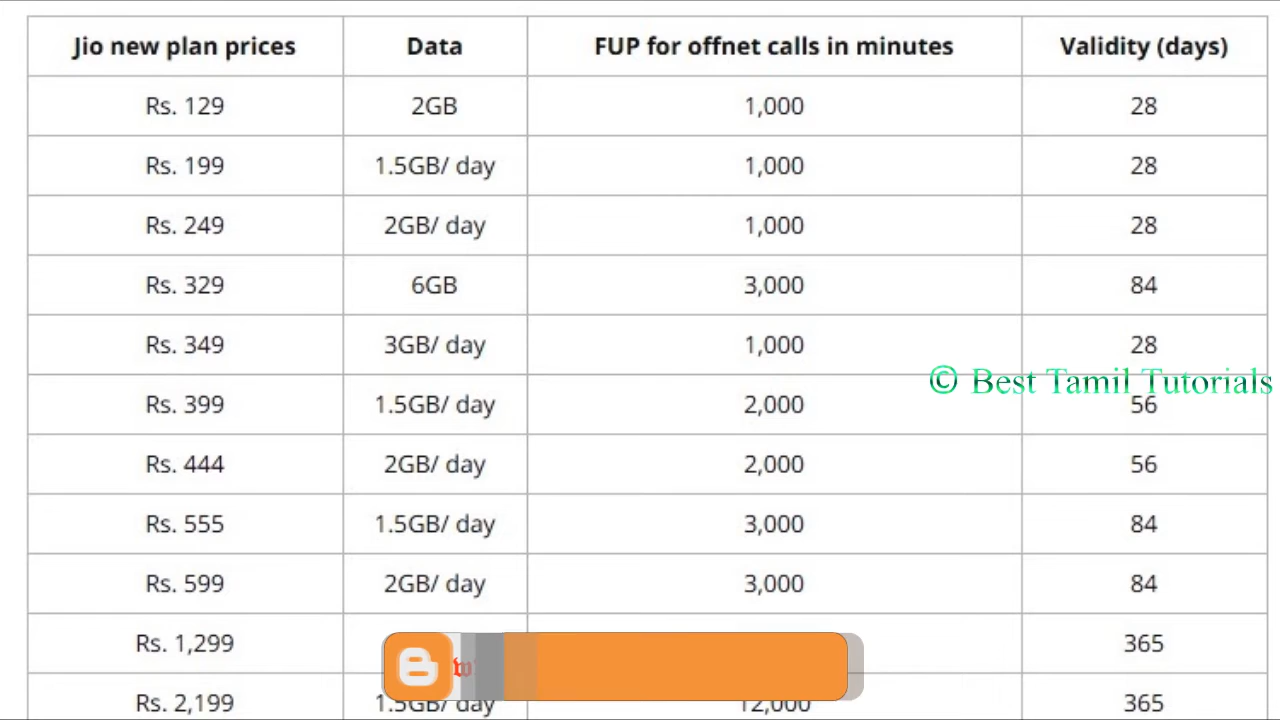 Jio new plan prices Data FUP for offnet calls in minutes Validity (days)
Rs. 129 2GB 1,000 28
Rs. 199 1.5GB/ day 1,000 28
Rs. 249 2GB/ day 1,000 28
Rs. 329 6GB 3,000 84
Rs. 349 3GB/ day 1,000 28
© Best Tamil Tutorials
Rs. 399 1.5GB/ day 2,000 56
Rs. 444 2GB/ day 2,000 56
Rs. 555 1.5GB/ day 3,000 84
Rs. 599 2GB/ day 3,000 84
Rs. 1,299 365
Rs. 2,199 1.5GB/ day 12,000 365